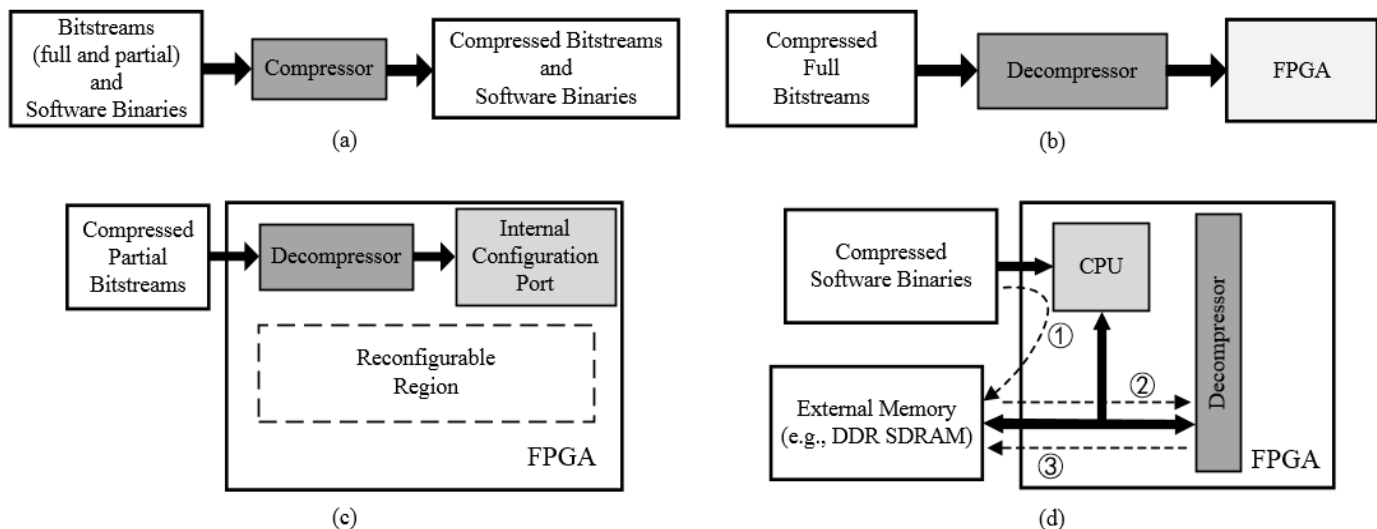 Bitstreams
(full and partial)
and
Software Binaries
Compressor
Compressed Bitstreams
and
Software Binaries
(a)
Compressed
Full
Bitstreams
Decompressor
FPGA
(b)
Compressed
Partial
Bitstreams
Decompressor
Internal
Configuration
Port
Reconfigurable
Region
FPGA
(c)
Compressed
Software Binaries
CPU
Decompressor
①
②
External Memory
(e.g., DDR SDRAM)
③
FPGA
(d)